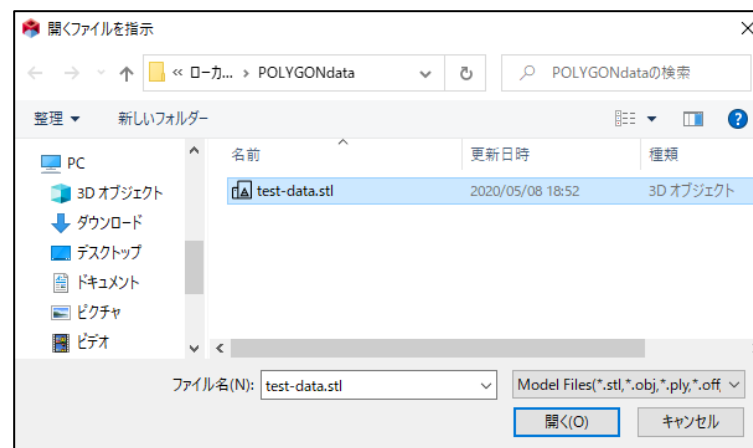 開くファイルを指示
« ローカ... › POLYGONdata
POLYGONdataの検索
整理 新しいフォルダー
名前 更新日時 種類
PC
3D オブジェクト
ダウンロード
デスクトップ
ドキュメント
ピクチャ
ビデオ
test-data.stl 2020/05/08 18:52 3D オブジェクト
ファイル名(N): test-data.stl Model Files(*.stl,*.obj,*.ply,*.off,
開く(O) キャンセル